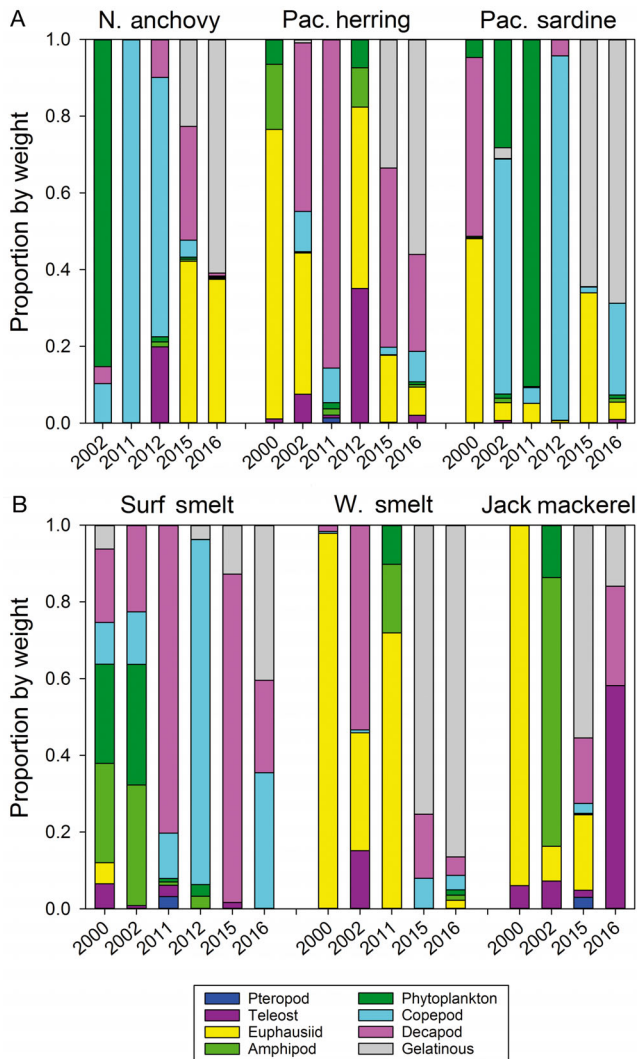 A N. anchovy Pac. herring Pac. sardine
1.0
0.8
0.6
0.4
0.2
0.0
Proportion by weight
2002 2011 2012 2015 2016 2000 2002 2011 2012 2015 2016 2000 2002 2011 2012 2015 2016
B Surf smelt W. smelt Jack mackerel
1.0
0.8
0.6
0.4
0.2
0.0
Proportion by weight
2000 2002 2011 2012 2015 2016 2000 2002 2011 2015 2016 2000 2002 2015 2016
Pteropod Phytoplankton
Teleost Copepod
Euphausiid Decapod
Amphipod Gelatinous